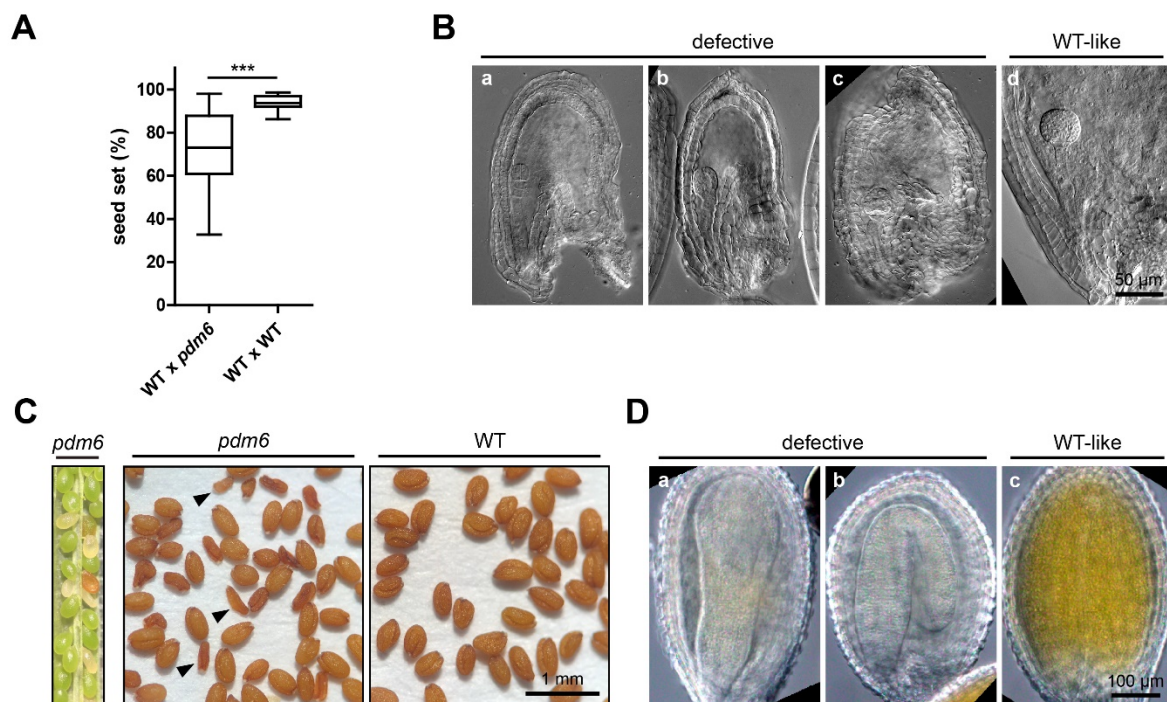 A
***
100
80
60
40
20
0
seed set (%)
WT x pdm6
WT x WT
B
defective
WT-like
a
b
c
d
50 µm
C
pdm6
pdm6
WT
1 mm
D
defective
WT-like
a
b
c
100 µm